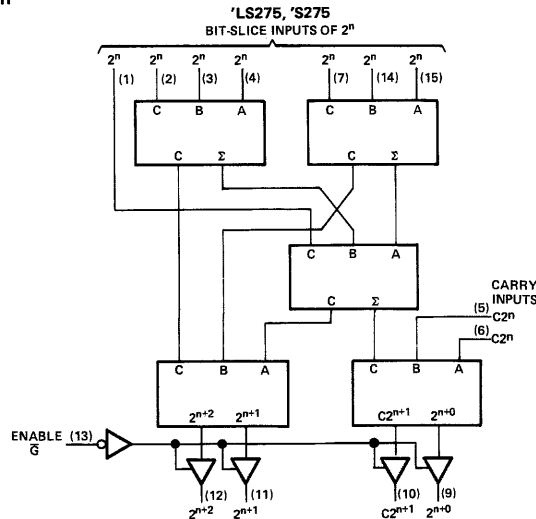 'LS275, 'S275
BIT-SLICE INPUTS OF 2ⁿ
2ⁿ 2ⁿ 2ⁿ 2ⁿ 2ⁿ 2ⁿ 2ⁿ
(1) (2) (3) (4) (7) (14) (15)
C B A C B A
C Σ C Σ
C B A
C Σ
CARRY
INPUTS
(5) C2ⁿ
(6) C2ⁿ
C B A C B A
2ⁿ⁺² 2ⁿ⁺¹ C2ⁿ⁺¹ 2ⁿ⁺⁰
ENABLE (13)
G̅
(12) (11) (10) (9)
2ⁿ⁺² 2ⁿ⁺¹ C2ⁿ⁺¹ 2ⁿ⁺⁰